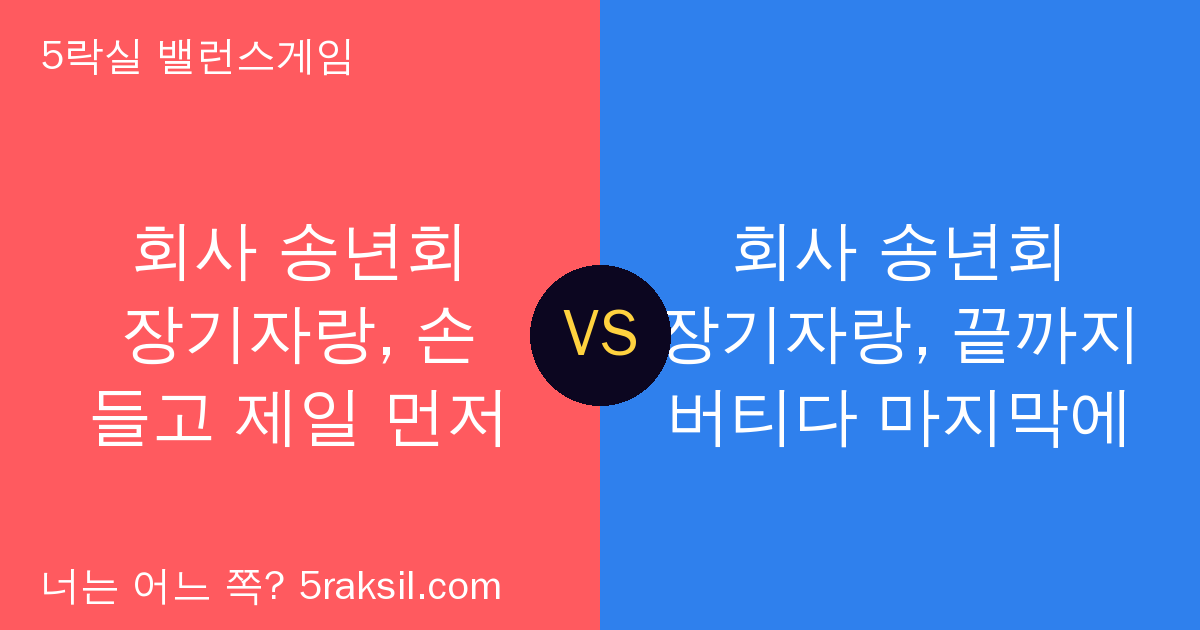 5락실 밸런스게임
회사 송년회
장기자랑, 손
들고 제일 먼저
VS
회사 송년회
장기자랑, 끝까지
버티다 마지막에
너는 어느 쪽? 5raksil.com